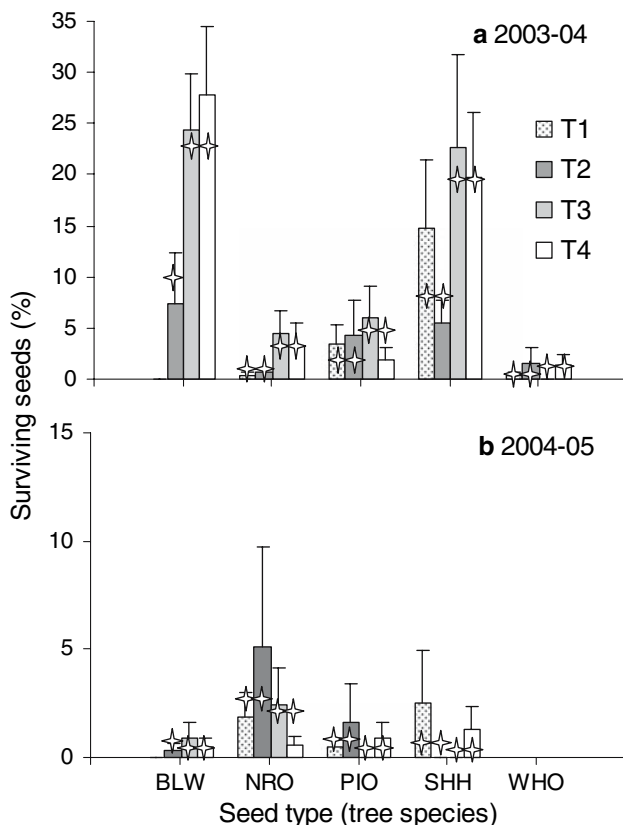 a 2003-04
35
30
25
20
15
10
5
0
T1
T2
T3
T4
Surviving seeds (%)
b 2004-05
15
10
5
0
BLW NRO PIO SHH WHO
Seed type (tree species)